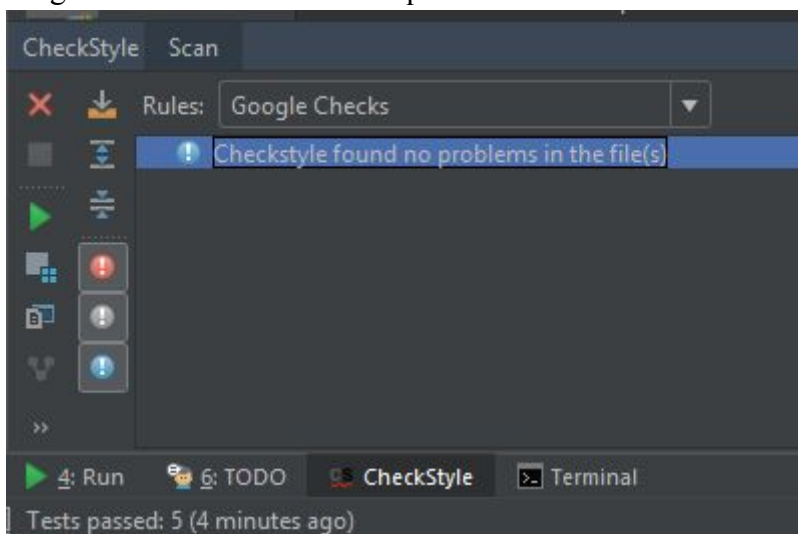 CheckStyle Scan
Rules: Google Checks
Checkstyle found no problems in the file(s)
4: Run 6: TODO CheckStyle Terminal
Tests passed: 5 (4 minutes ago)